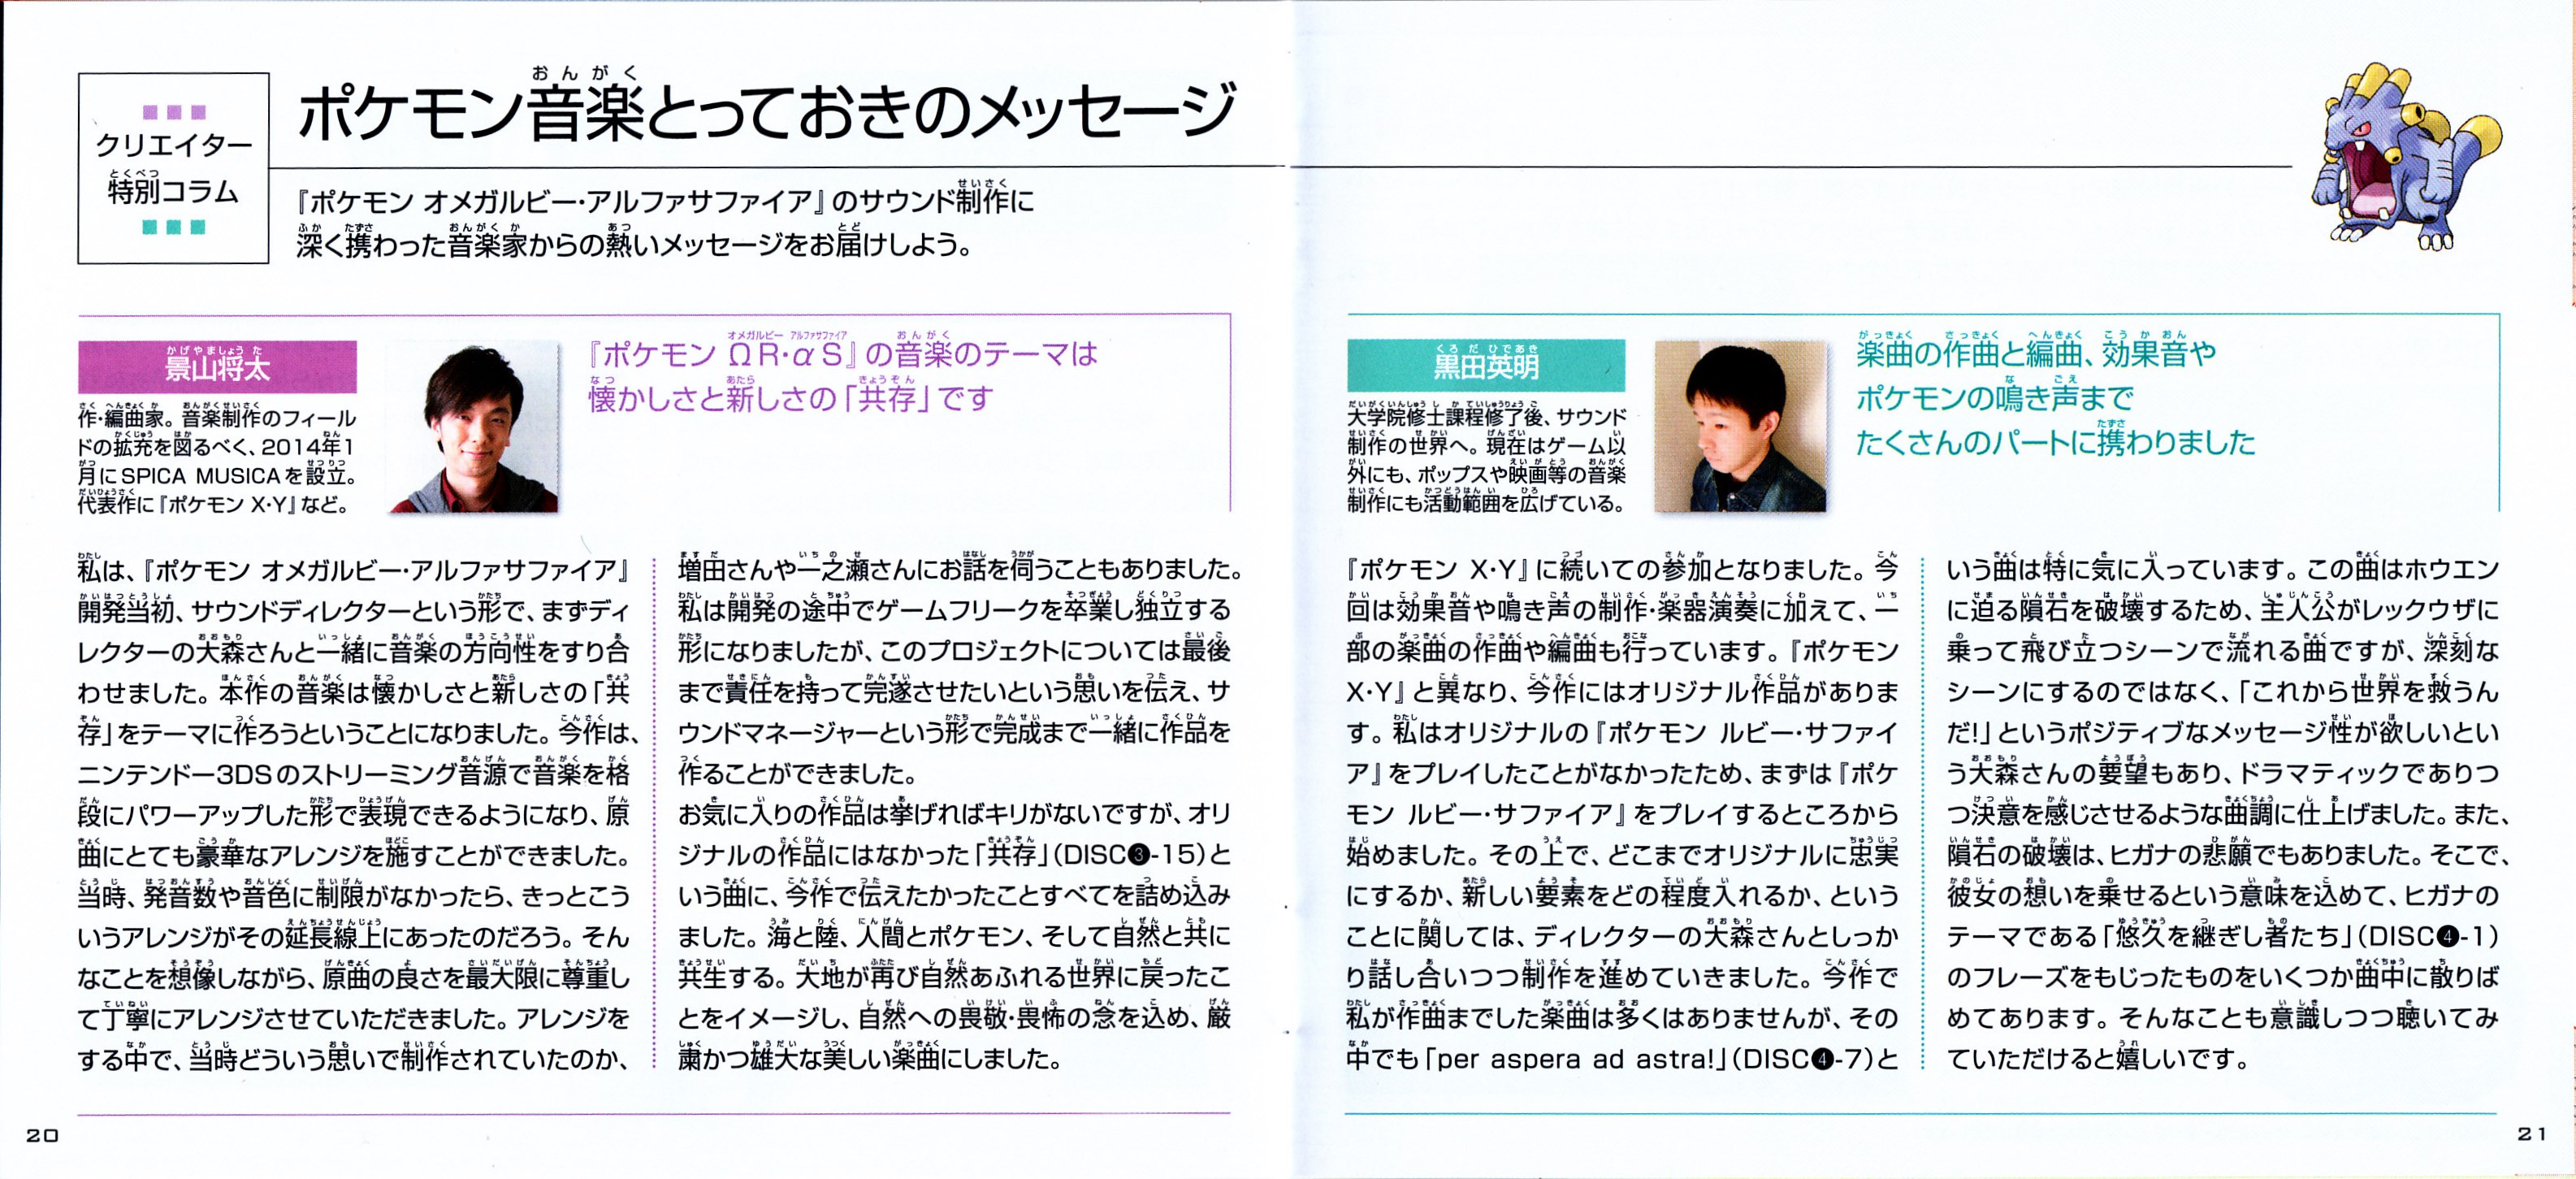 クリエイター
特別コラム
ポケモン音楽とっておきのメッセージ
『ポケモン オメガルビー・アルファサファイア』のサウンド制作に
深く携わった音楽家からの熱いメッセージをお届けしよう。
景山将太
作・編曲家。音楽制作のフィール
ドの拡充を図るべく、2014年1
月にSPICA MUSICAを設立。
代表作に『ポケモン X・Y』など。
『ポケモン ΩR・αS』の音楽のテーマは
懐かしさと新しさの「共存」です
私は、『ポケモン オメガルビー・アルファサファイア』
開発当初、サウンドディレクターという形で、まずディ
レクターの大森さんと一緒に音楽の方向性をすり合
わせました。本作の音楽は懐かしさと新しさの「共
存」をテーマに作ろうということになりました。今作は、
ニンテンドー3DSのストリーミング音源で音楽を格
段にパワーアップした形で表現できるようになり、原
曲にとても豪華なアレンジを施すことができました。
当時、発音数や音色に制限がなかったら、きっとこう
いうアレンジがその延長線上にあったのだろう。そん
なことを想像しながら、原曲の良さを最大限に尊重し
て丁寧にアレンジさせていただきました。アレンジを
する中で、当時どういう思いで制作されていたのか、
増田さんや一之瀬さんにお話を伺うこともありました。
私は開発の途中でゲームフリークを卒業し独立する
形になりましたが、このプロジェクトについては最後
まで責任を持って完遂させたいという思いを伝え、サ
ウンドマネージャーという形で完成まで一緒に作品を
作ることができました。
お気に入りの作品は挙げればキリがないですが、オリ
ジナルの作品にはなかった「共存」(DISC❸-15)と
いう曲に、今作で伝えたかったことすべてを詰め込み
ました。海と陸、人間とポケモン、そして自然と共に
共生する。大地が再び自然あふれる世界に戻ったこ
とをイメージし、自然への畏敬・畏怖の念を込め、厳
粛かつ雄大な美しい楽曲にしました。
20
黒田英明
大学院修士課程修了後、サウンド
制作の世界へ。現在はゲーム以
外にも、ポップスや映画等の音楽
制作にも活動範囲を広げている。
楽曲の作曲と編曲、効果音や
ポケモンの鳴き声まで
たくさんのパートに携わりました
『ポケモン X・Y』に続いての参加となりました。今
回は効果音や鳴き声の制作・楽器演奏に加えて、一
部の楽曲の作曲や編曲も行っています。『ポケモン
X・Y』と異なり、今作にはオリジナル作品がありま
す。私はオリジナルの『ポケモン ルビー・サファイ
ア』をプレイしたことがなかったため、まずは『ポケ
モン ルビー・サファイア』をプレイするところから
始めました。その上で、どこまでオリジナルに忠実
にするか、新しい要素をどの程度入れるか、という
ことに関しては、ディレクターの大森さんとしっか
り話し合いつつ制作を進めていきました。今作で
私が作曲までした楽曲は多くはありませんが、その
中でも「per aspera ad astra!」(DISC❹-7)と
いう曲は特に気に入っています。この曲はホウエン
に迫る隕石を破壊するため、主人公がレックウザに
乗って飛び立つシーンで流れる曲ですが、深刻な
シーンにするのではなく、「これから世界を救うん
だ!」というポジティブなメッセージ性が欲しいとい
う大森さんの要望もあり、ドラマティックでありつ
つ決意を感じさせるような曲調に仕上げました。また、
隕石の破壊は、ヒガナの悲願でもありました。そこで、
彼女の想いを乗せるという意味を込めて、ヒガナの
テーマである「悠久を継ぎし者たち」(DISC❹-1)
のフレーズをもじったものをいくつか曲中に散りば
めてあります。そんなことも意識しつつ聴いてみ
ていただけると嬉しいです。
21